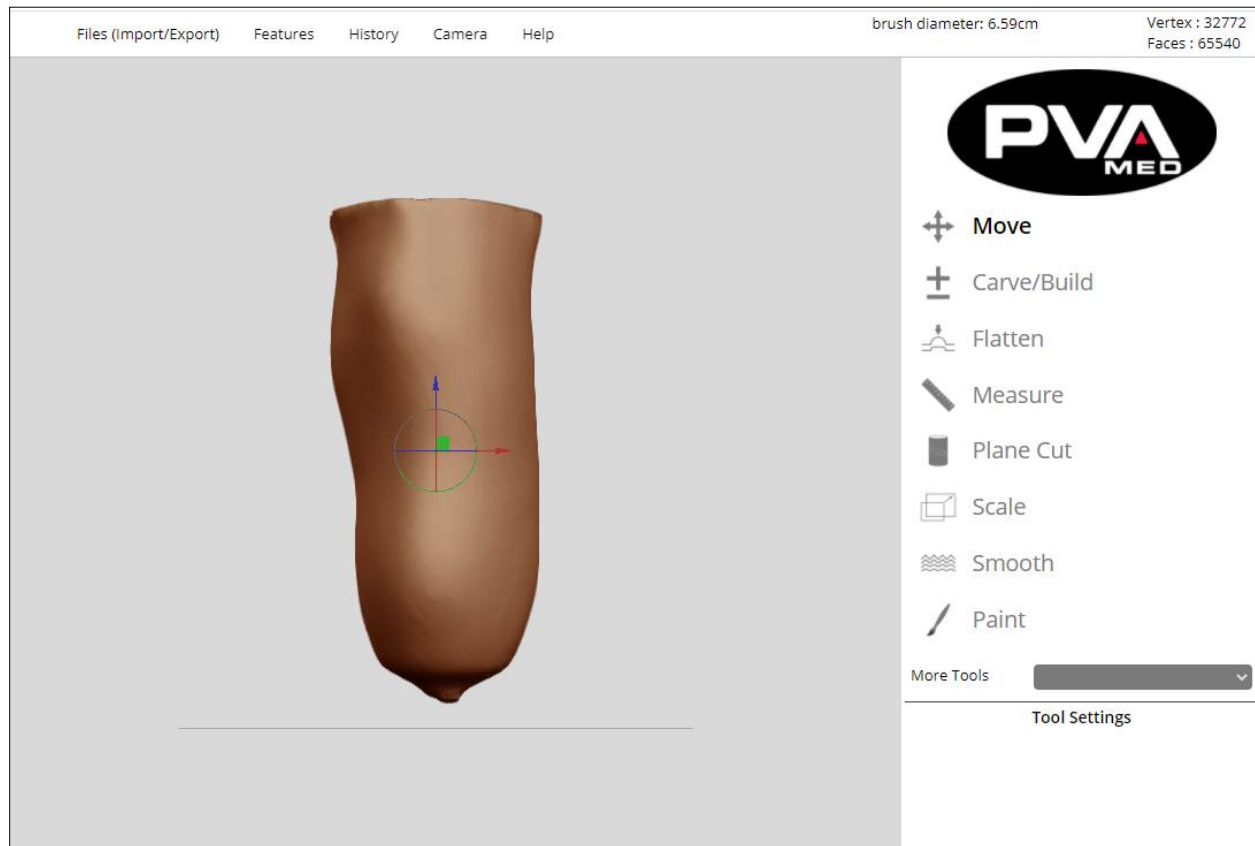 Files (Import/Export) Features History Camera Help
brush diameter: 6.59cm
Vertex : 32772
Faces : 65540
PVA
MED
Move
Carve/Build
Flatten
Measure
Plane Cut
Scale
Smooth
Paint
More Tools
Tool Settings